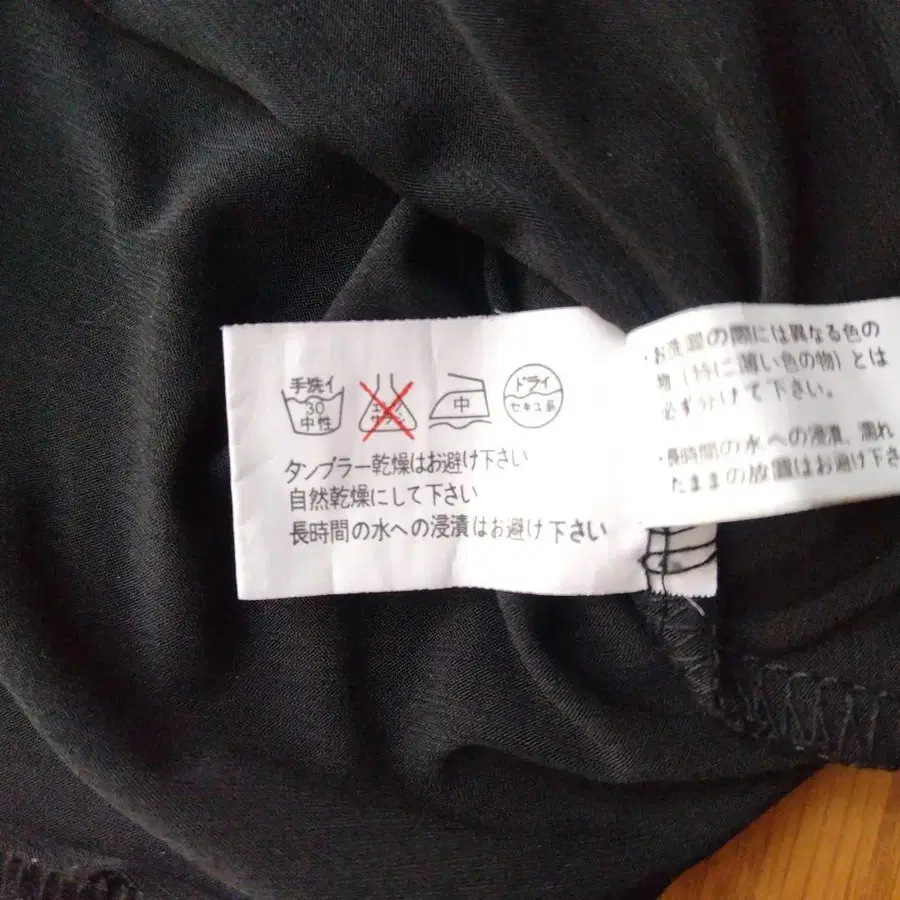 手洗イ
30
中性
エンソ
サラシ
中
ドライ
セキユ系
タンブラー乾燥はお避け下さい
自然乾燥にして下さい
長時間の水への浸漬はお避け下さい
・お洗濯の際には異なる色の
物(特に薄い色の物)とは
必ず分けて下さい。
・長時間の水への浸漬、濡れ
たままの放置はお避け下さ